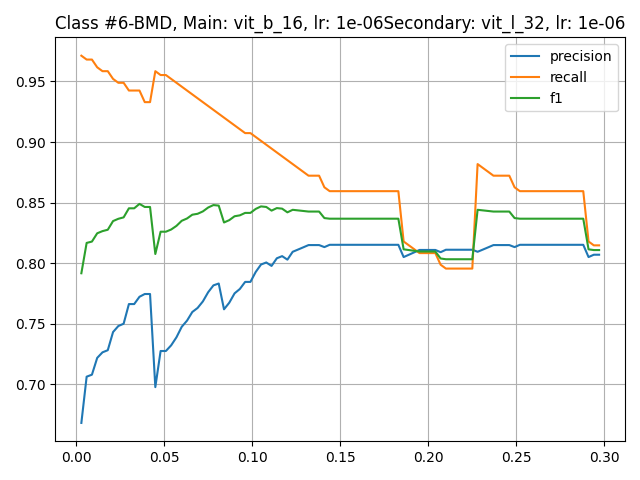 Class #6-BMD, Main: vit_b_16, lr: 1e-06Secondary: vit_l_32, lr: 1e-06
precision
recall
f1
0.95
0.90
0.85
0.80
0.75
0.70
0.00 0.05 0.10 0.15 0.20 0.25 0.30